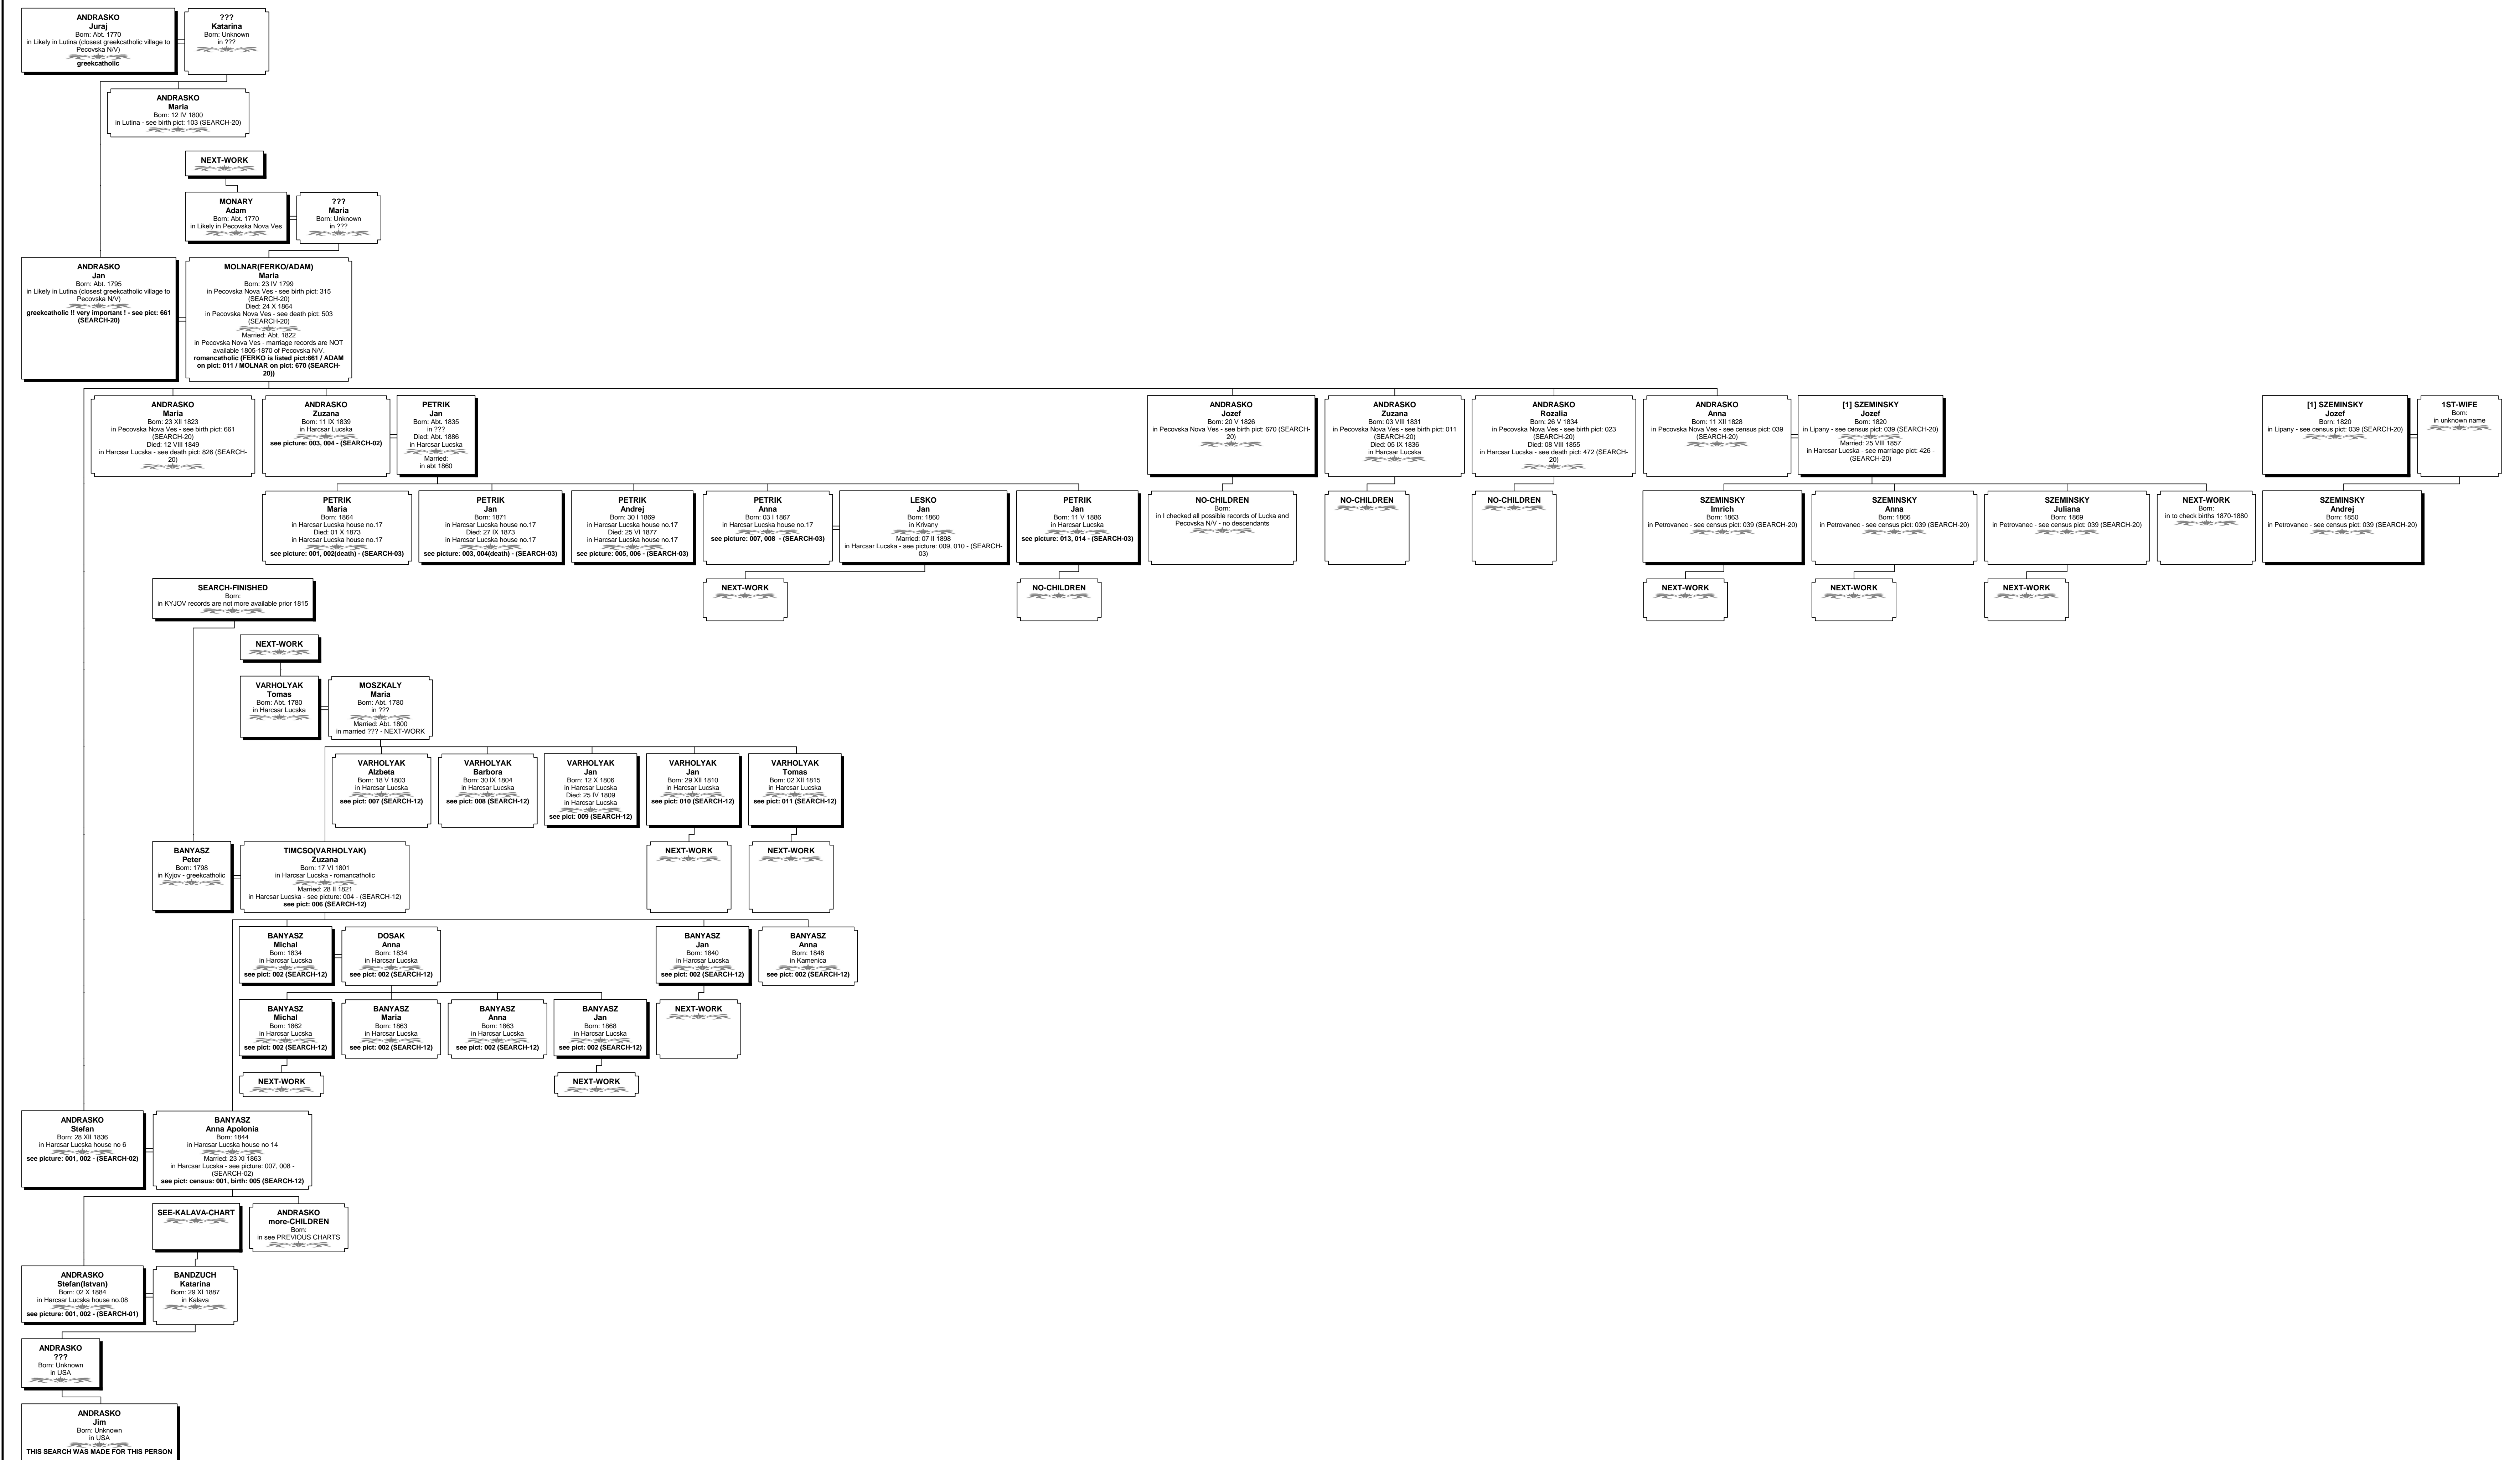 ANDRASKO
Juraj
Born: Abt. 1770
in Likely in Lutina (closest greekcatholic village to
Pecovska N/V)
greekcatholic
???
Katarina
Born: Unknown
in ???
ANDRASKO
Maria
Born: 12 IV 1800
in Lutina - see birth pict: 103 (SEARCH-20)
NEXT-WORK
MONARY
Adam
Born: Abt. 1770
in Likely in Pecovska Nova Ves
???
Maria
Born: Unknown
in ???
ANDRASKO
Jan
Born: Abt. 1795
in Likely in Lutina (closest greekcatholic village to
Pecovska N/V)
greekcatholic !! very important ! - see pict: 661
(SEARCH-20)
MOLNAR(FERKO/ADAM)
Maria
Born: 23 IV 1799
in Pecovska Nova Ves - see birth pict: 315
(SEARCH-20)
Died: 24 X 1864
in Pecovska Nova Ves - see death pict: 503
(SEARCH-20)
Married: Abt. 1822
in Pecovska Nova Ves - marriage records are NOT
available 1805-1870 of Pecovska N/V.
romancatholic (FERKO is listed pict:661 / ADAM
on pict: 011 / MOLNAR on pict: 670 (SEARCH-
20))
ANDRASKO
Maria
Born: 23 XII 1823
in Pecovska Nova Ves - see birth pict: 661
(SEARCH-20)
Died: 12 VIII 1849
in Harcsar Lucska - see death pict: 826 (SEARCH-
20)
ANDRASKO
Zuzana
Born: 11 IX 1839
in Harcsar Lucska
see picture: 003, 004 - (SEARCH-02)
PETRIK
Jan
Born: Abt. 1835
in ???
Died: Abt. 1886
in Harcsar Lucska
Married:
in abt 1860
ANDRASKO
Jozef
Born: 20 V 1826
in Pecovska Nova Ves - see birth pict: 670 (SEARCH-
20)
ANDRASKO
Zuzana
Born: 03 VIII 1831
in Pecovska Nova Ves - see birth pict: 011
(SEARCH-20)
Died: 05 IX 1836
in Harcsar Lucska
ANDRASKO
Rozalia
Born: 26 V 1834
in Pecovska Nova Ves - see birth pict: 023
(SEARCH-20)
Died: 08 VIII 1855
in Harcsar Lucska - see death pict: 472 (SEARCH-
20)
ANDRASKO
Anna
Born: 11 XII 1828
in Pecovska Nova Ves - see census pict: 039
(SEARCH-20)
[1] SZEMINSKY
Jozef
Born: 1820
in Lipany - see census pict: 039 (SEARCH-20)
Married: 25 VIII 1857
in Harcsar Lucska - see marriage pict: 426 -
(SEARCH-20)
[1] SZEMINSKY
Jozef
Born: 1820
in Lipany - see census pict: 039 (SEARCH-20)
1ST-WIFE
Born:
in unknown name
PETRIK
Maria
Born: 1864
in Harcsar Lucska house no.17
Died: 01 X 1873
in Harcsar Lucska house no.17
see picture: 001, 002(death) - (SEARCH-03)
PETRIK
Jan
Born: 1871
in Harcsar Lucska house no.17
Died: 27 IX 1873
in Harcsar Lucska house no.17
see picture: 003, 004(death) - (SEARCH-03)
PETRIK
Andrej
Born: 30 I 1869
in Harcsar Lucska house no.17
Died: 25 VI 1877
in Harcsar Lucska house no.17
see picture: 005, 006 - (SEARCH-03)
PETRIK
Anna
Born: 03 I 1867
in Harcsar Lucska house no.17
see picture: 007, 008 - (SEARCH-03)
LESKO
Jan
Born: 1860
in Krivany
Married: 07 II 1898
in Harcsar Lucska - see picture: 009, 010 - (SEARCH-
03)
PETRIK
Jan
Born: 11 V 1886
in Harcsar Lucska
see picture: 013, 014 - (SEARCH-03)
NO-CHILDREN
Born:
in I checked all possible records of Lucka and
Pecovska N/V - no descendants
NO-CHILDREN
NO-CHILDREN
SZEMINSKY
Imrich
Born: 1863
in Petrovanec - see census pict: 039 (SEARCH-20)
SZEMINSKY
Anna
Born: 1866
in Petrovanec - see census pict: 039 (SEARCH-20)
SZEMINSKY
Juliana
Born: 1869
in Petrovanec - see census pict: 039 (SEARCH-20)
NEXT-WORK
Born:
in to check births 1870-1880
SZEMINSKY
Andrej
Born: 1850
in Petrovanec - see census pict: 039 (SEARCH-20)
NEXT-WORK
NO-CHILDREN
NEXT-WORK
NEXT-WORK
NEXT-WORK
SEARCH-FINISHED
Born:
in KYJOV records are not more available prior 1815
NEXT-WORK
VARHOLYAK
Tomas
Born: Abt. 1780
in Harcsar Lucska
MOSZKALY
Maria
Born: Abt. 1780
in ???
Married: Abt. 1800
in married ??? - NEXT-WORK
VARHOLYAK
Alzbeta
Born: 18 V 1803
in Harcsar Lucska
see pict: 007 (SEARCH-12)
VARHOLYAK
Barbora
Born: 30 IX 1804
in Harcsar Lucska
see pict: 008 (SEARCH-12)
VARHOLYAK
Jan
Born: 12 X 1806
in Harcsar Lucska
Died: 25 IV 1809
in Harcsar Lucska
see pict: 009 (SEARCH-12)
VARHOLYAK
Jan
Born: 29 XII 1810
in Harcsar Lucska
see pict: 010 (SEARCH-12)
VARHOLYAK
Tomas
Born: 02 XII 1815
in Harcsar Lucska
see pict: 011 (SEARCH-12)
BANYASZ
Peter
Born: 1798
in Kyjov - greekcatholic
TIMCSO(VARHOLYAK)
Zuzana
Born: 17 VI 1801
in Harcsar Lucska - romancatholic
Married: 28 II 1821
in Harcsar Lucska - see picture: 004 - (SEARCH-12)
see pict: 006 (SEARCH-12)
NEXT-WORK
NEXT-WORK
BANYASZ
Michal
Born: 1834
in Harcsar Lucska
see pict: 002 (SEARCH-12)
DOSAK
Anna
Born: 1834
in Harcsar Lucska
see pict: 002 (SEARCH-12)
BANYASZ
Jan
Born: 1840
in Harcsar Lucska
see pict: 002 (SEARCH-12)
BANYASZ
Anna
Born: 1848
in Kamenica
see pict: 002 (SEARCH-12)
BANYASZ
Michal
Born: 1862
in Harcsar Lucska
see pict: 002 (SEARCH-12)
BANYASZ
Maria
Born: 1863
in Harcsar Lucska
see pict: 002 (SEARCH-12)
BANYASZ
Anna
Born: 1863
in Harcsar Lucska
see pict: 002 (SEARCH-12)
BANYASZ
Jan
Born: 1868
in Harcsar Lucska
see pict: 002 (SEARCH-12)
NEXT-WORK
NEXT-WORK
NEXT-WORK
ANDRASKO
Stefan
Born: 28 XII 1836
in Harcsar Lucska house no 6
see picture: 001, 002 - (SEARCH-02)
BANYASZ
Anna Apolonia
Born: 1844
in Harcsar Lucska house no 14
Married: 23 XI 1863
in Harcsar Lucska - see picture: 007, 008 -
(SEARCH-02)
see pict: census: 001, birth: 005 (SEARCH-12)
SEE-KALAVA-CHART
ANDRASKO
more-CHILDREN
Born:
in see PREVIOUS CHARTS
ANDRASKO
Stefan(Istvan)
Born: 02 X 1884
in Harcsar Lucska house no.08
see picture: 001, 002 - (SEARCH-01)
BANDZUCH
Katarina
Born: 29 XI 1887
in Kalava
ANDRASKO
???
Born: Unknown
in USA
ANDRASKO
Jim
Born: Unknown
in USA
THIS SEARCH WAS MADE FOR THIS PERSON